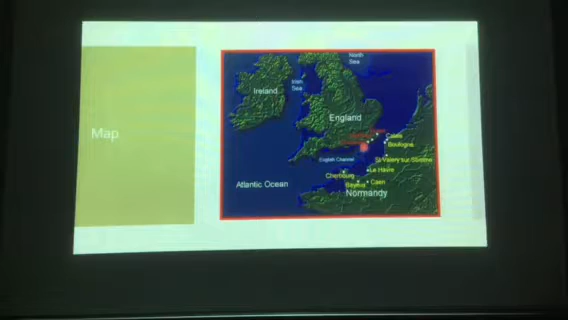 Map
North
Sea
Ireland
Irish
Sea
England
Calais
Boulogne
English Channel
St Valery sur Somme
Le Havre
Cherbourg
Bayeux
Caen
Atlantic Ocean
Normandy